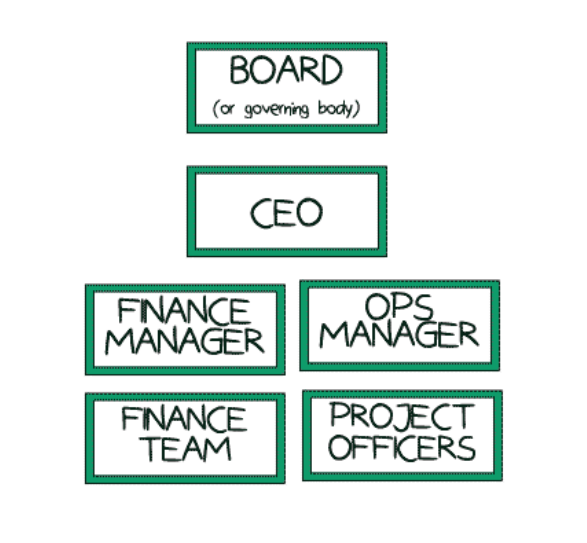 BOARD
(or governing body)
CEO
FINANCE
MANAGER
OPS
MANAGER
FINANCE
TEAM
PROJECT
OFFICERS